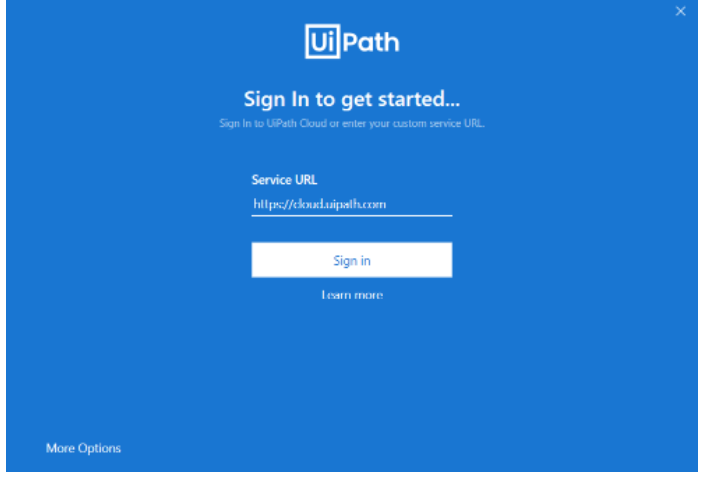 UiPath
Sign In to get started...
Sign In to UiPath Cloud or enter your custom service URL.
Service URL
https://cloud.uipath.com
Sign in
Learn more
More Options